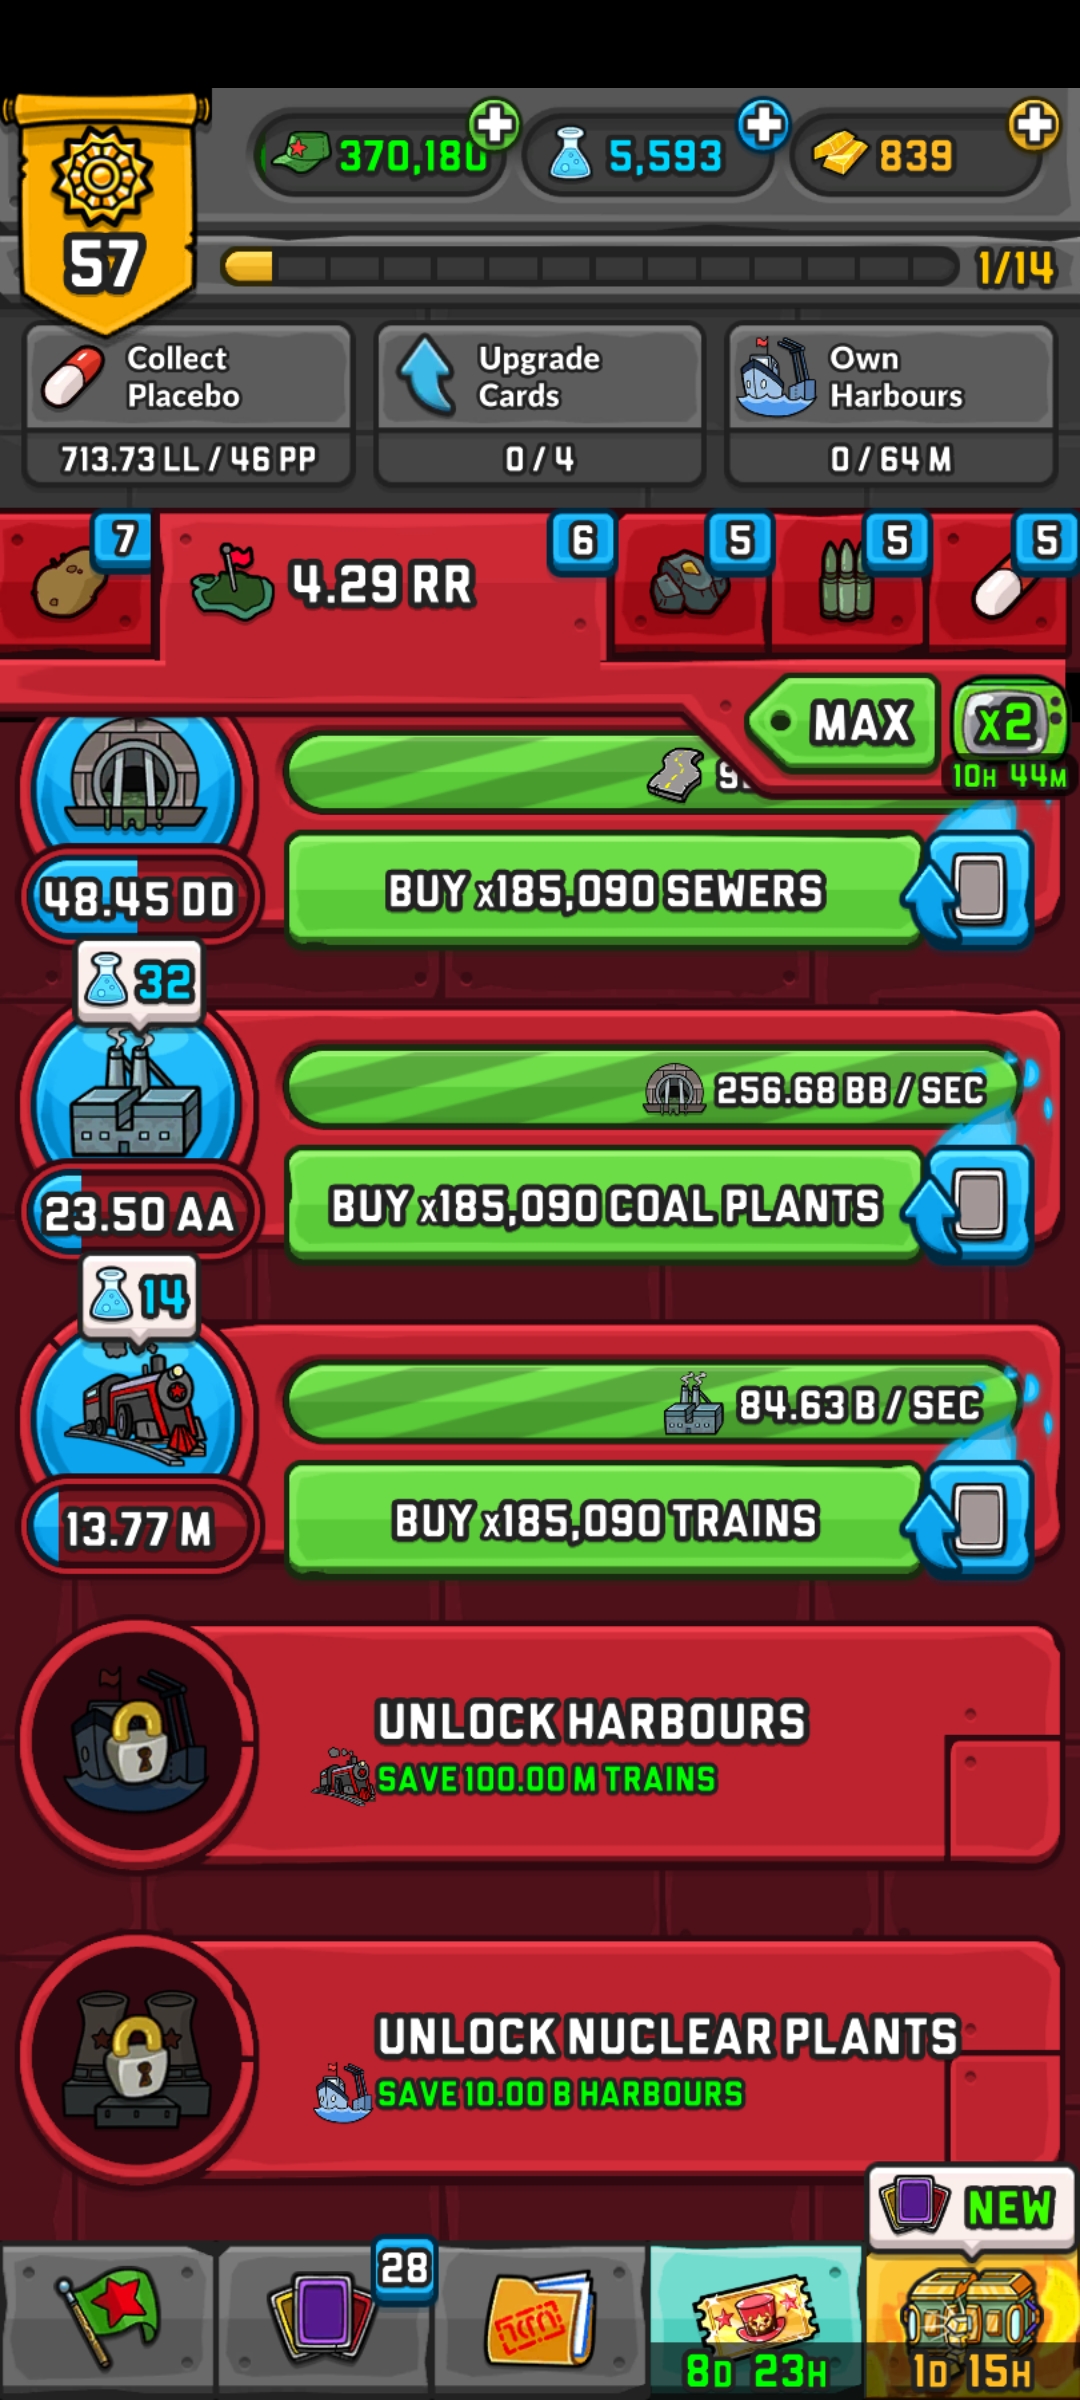 370,180
5,593
839
57
1/14
Collect
Placebo
Upgrade
Cards
Own
Harbours
713.73 LL / 46 PP
0 / 4
0 / 64 M
7
4.29 RR
6
5
5
5
MAX
x2
10H 44M
48.45 DD
BUY x185,090 SEWERS
32
256.68 BB / SEC
23.50 AA
BUY x185,090 COAL PLANTS
14
84.63 B / SEC
13.77 M
BUY x185,090 TRAINS
UNLOCK HARBOURS
SAVE 100.00 M TRAINS
UNLOCK NUCLEAR PLANTS
SAVE 10.00 B HARBOURS
NEW
28
8D 23H
1D 15H